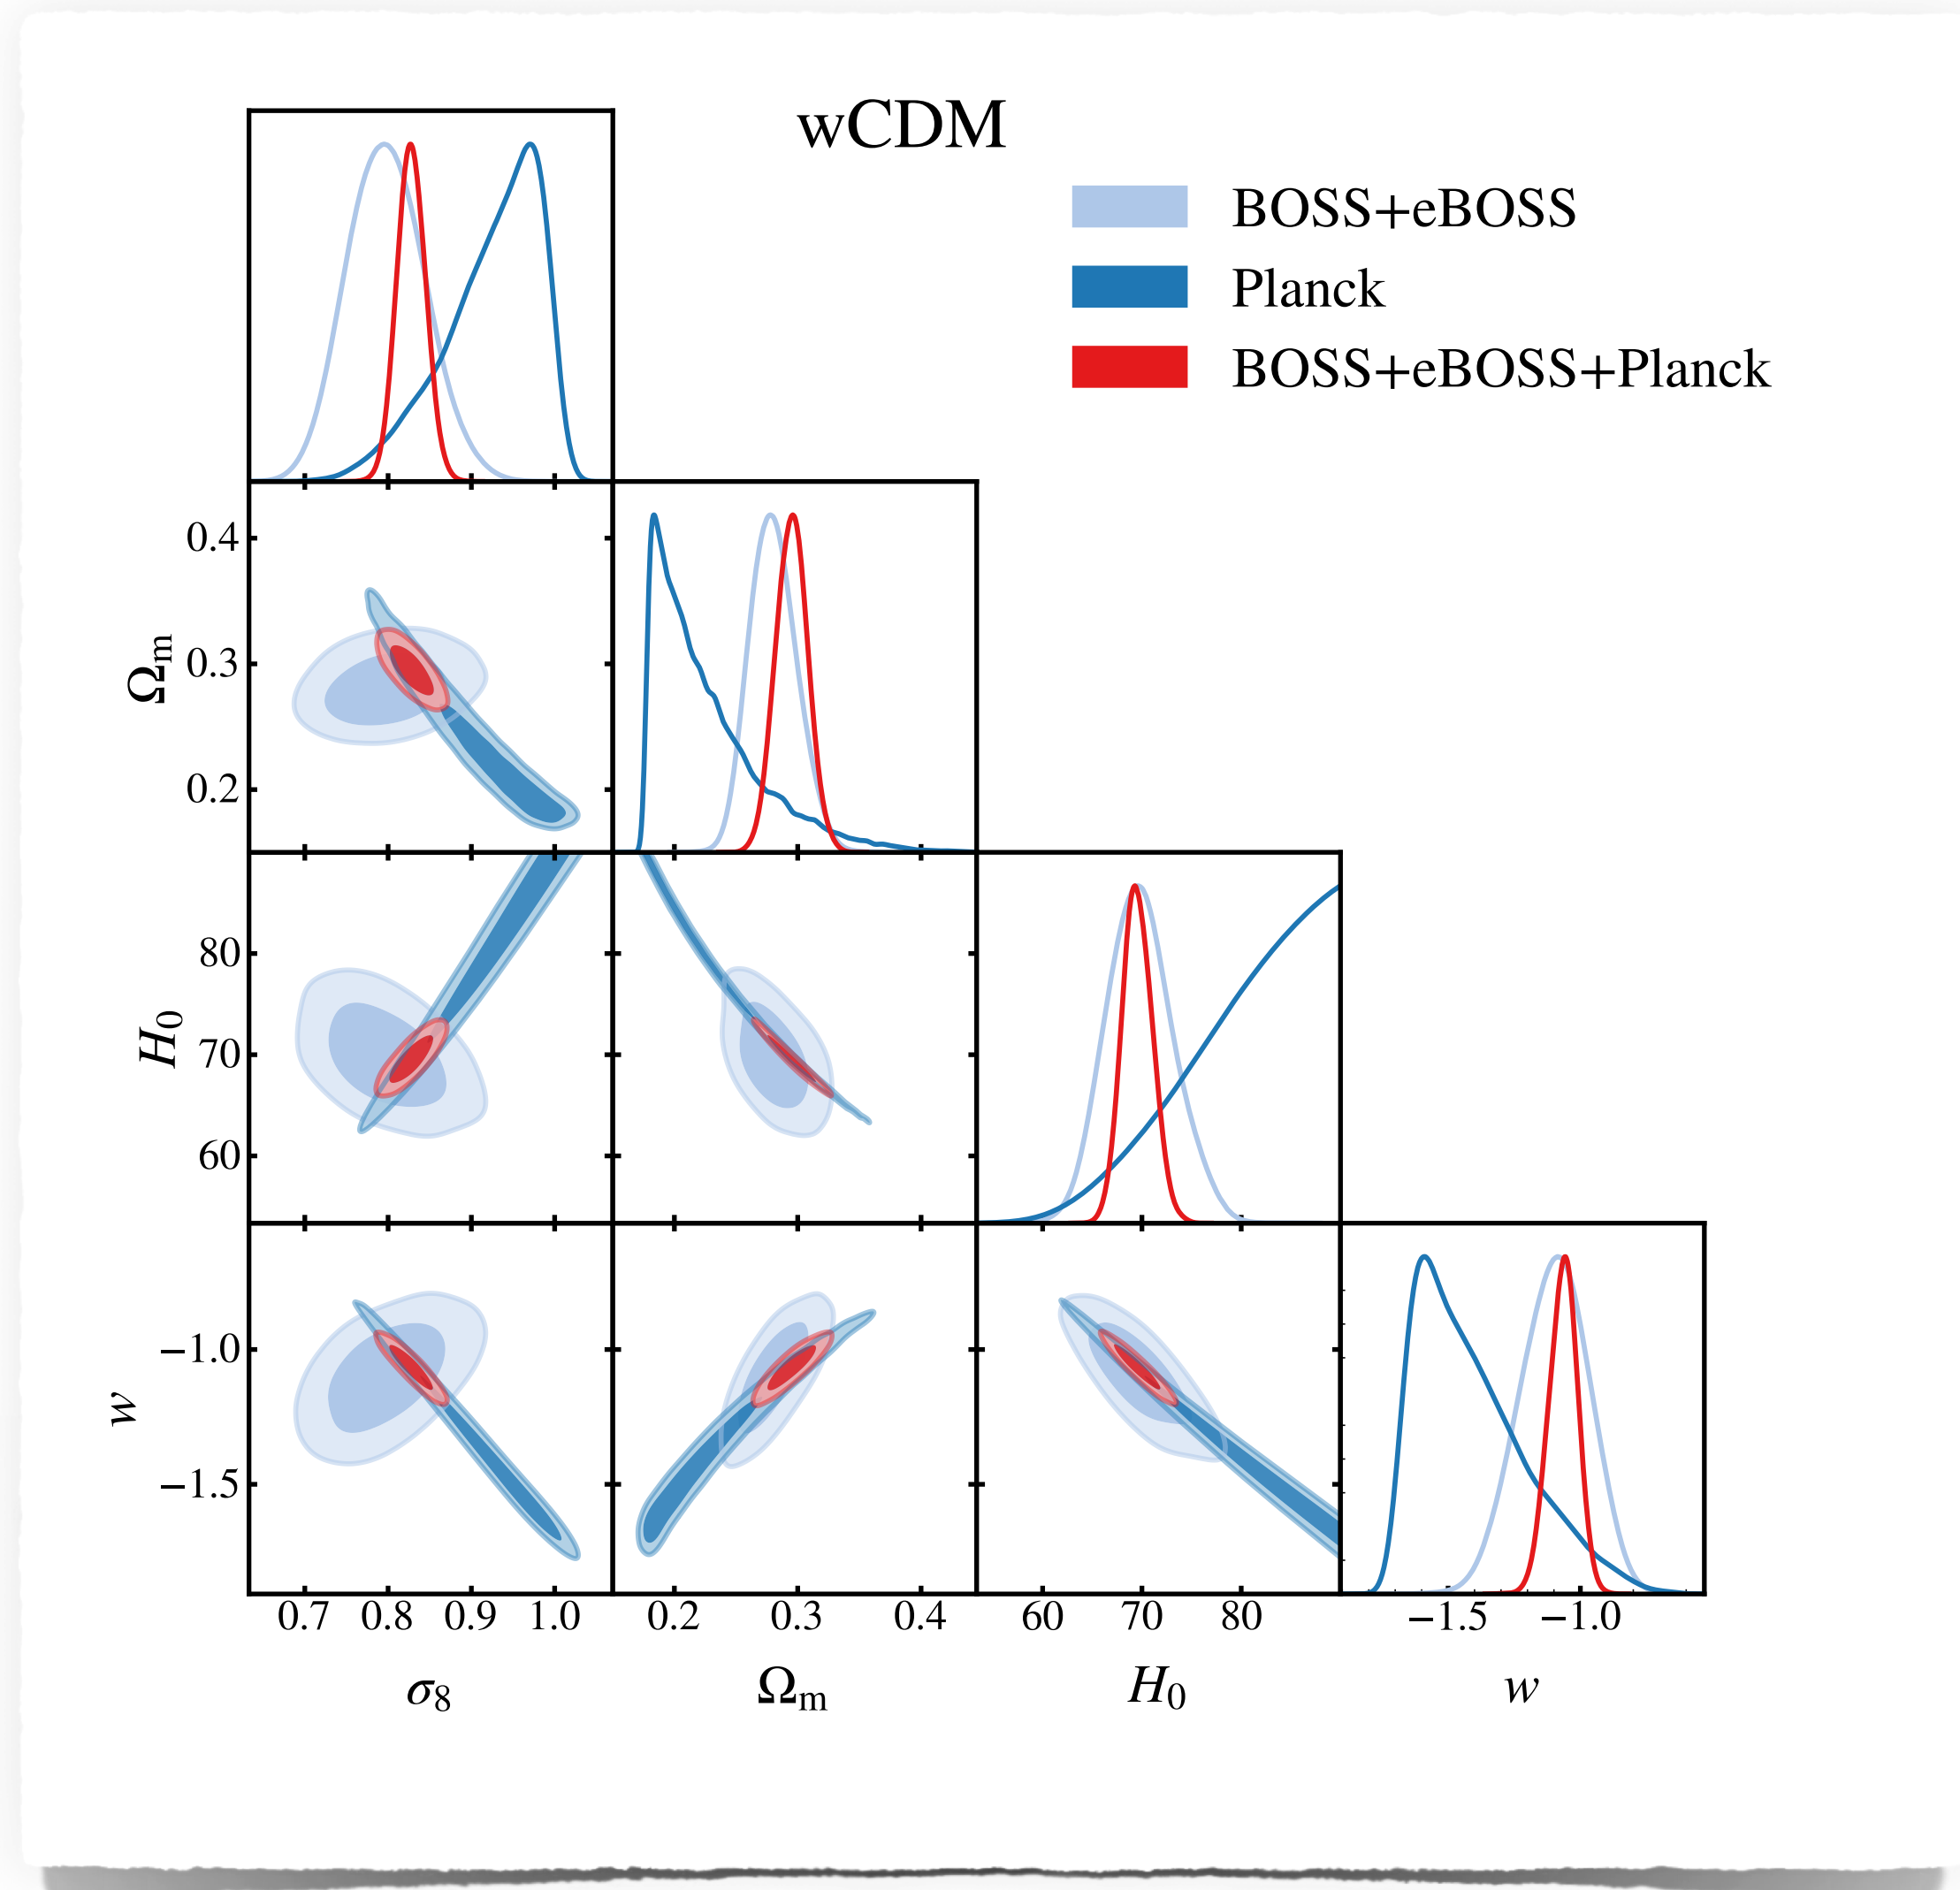 wCDM
BOSS+eBOSS
Planck
BOSS+eBOSS+Planck
0.4
0.3
0.2
Ωm
80
70
60
H0
−1.0
−1.5
w
0.7 0.8 0.9 1.0 0.2 0.3 0.4 60 70 80 −1.5 −1.0
σ8 Ωm H0 w